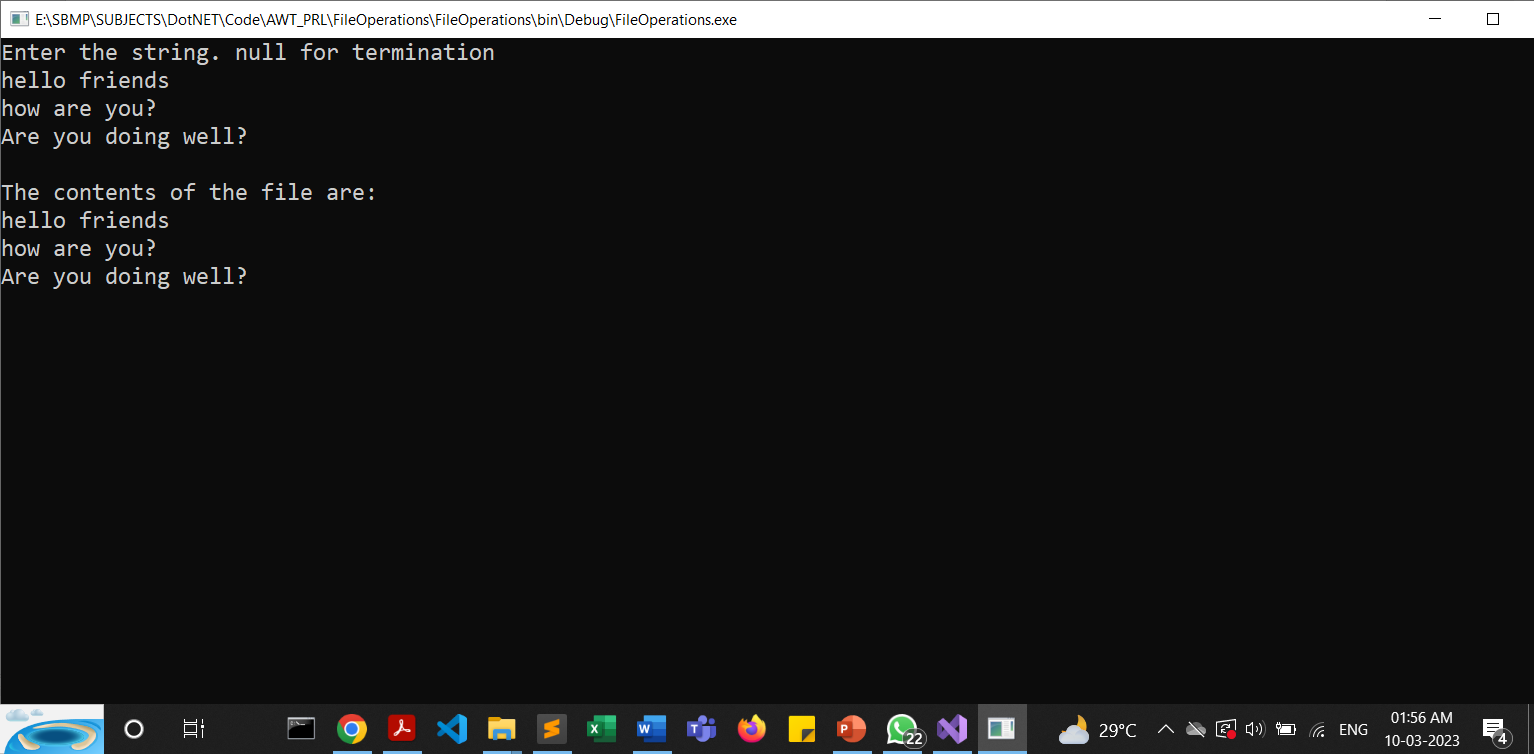 E:\SBMP\SUBJECTS\DotNET\Code\AWT_PRL\FileOperations\FileOperations\bin\Debug\FileOperations.exe
Enter the string. null for termination
hello friends
how are you?
Are you doing well?
The contents of the file are:
hello friends
how are you?
Are you doing well?
22
29°C
ENG
01:56 AM
10-03-2023
4